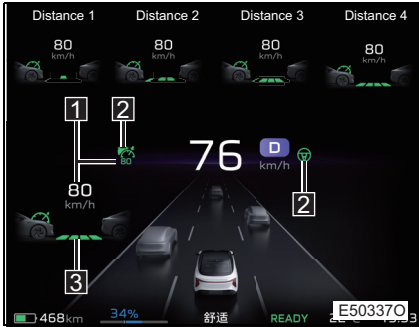 Distance 1 Distance 2 Distance 3 Distance 4
80 80 80 80
km/h km/h km/h km/h
1 2
80
76 D
km/h
80
km/h
2
3
468km 34% 舒适 READY
E50337O